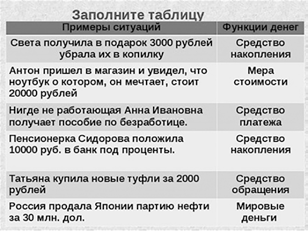 Заполните таблицу
Примеры ситуаций Функции денег
Света получила в подарок 3000 рублей Средство
убрала их в копилку накопления
Антон пришел в магазин и увидел, что Мера
ноутбук о котором, он мечтает, стоит стоимости
20000 рублей
Нигде не работающая Анна Ивановна Средство
получает пособие по безработице. платежа
Пенсионерка Сидорова положила Средство
10000 руб. в банк под проценты. накопления
Татьяна купила новые туфли за 2000 Средство
рублей обращения
Россия продала Японии партию нефти Мировые
за 30 млн. дол. деньги